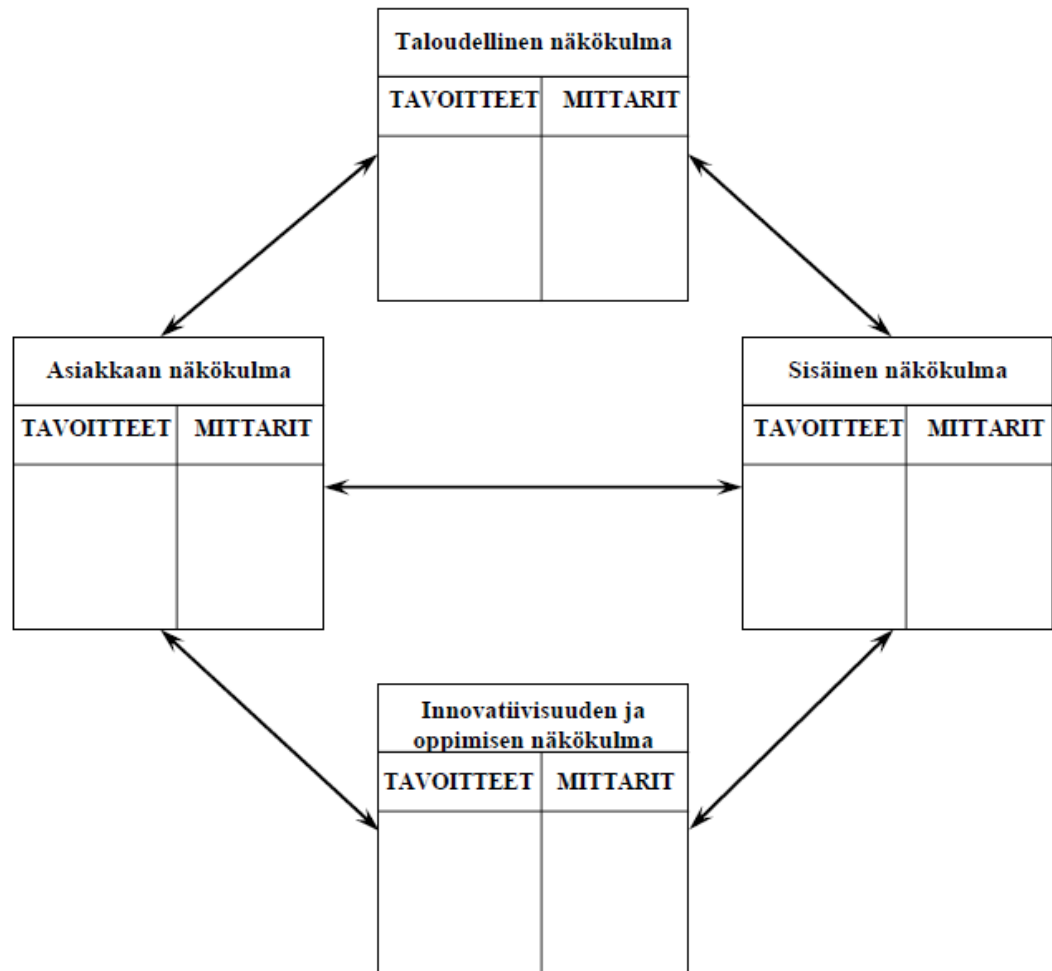 Taloudellinen näkökulma
TAVOITTEET MITTARIT
Asiakkaan näkökulma
TAVOITTEET MITTARIT
Sisäinen näkökulma
TAVOITTEET MITTARIT
Innovatiivisuuden ja
oppimisen näkökulma
TAVOITTEET MITTARIT